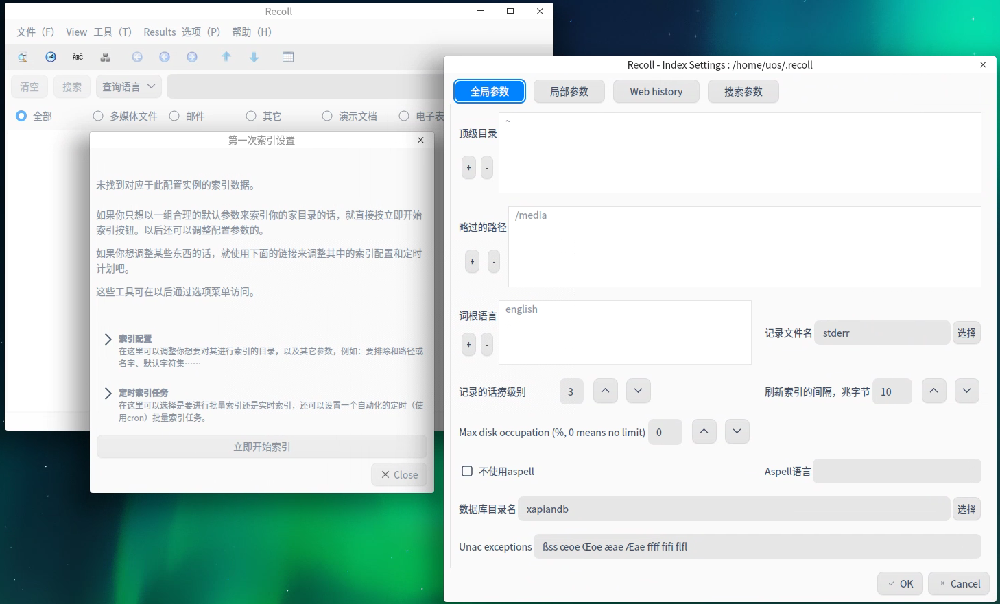 Recoll
文件（F） View 工具（T） Results 选项（P） 帮助（H）
ABC
清空 搜索 查询语言
全部 多媒体文件 邮件 其它 演示文档 电子表
第一次索引设置
未找到对应于此配置实例的索引数据。
如果你只想以一组合理的默认参数来索引你的家目录的话，就直接按立即开始
索引按钮。以后还可以调整配置参数的。
如果你想调整某些东西的话，就使用下面的链接来调整其中的索引配置和定时
计划吧。
这些工具可在以后通过选项菜单访问。
索引配置
在这里可以调整你想要对其进行索引的目录，以及其它参数，例如：要排除和路径或
名字、默认字符集……
定时索引任务
在这里可以选择是要进行批量索引还是实时索引，还可以设置一个自动化的定时（使
用cron）批量索引任务。
立即开始索引
Close
Recoll - Index Settings : /home/uos/.recoll
全局参数 局部参数 Web history 搜索参数
顶级目录 ~
+ -
略过的路径 /media
+ -
词根语言 english
+ -
记录文件名 stderr 选择
记录的话痨级别 3
刷新索引的间隔，兆字节 10
Max disk occupation (%, 0 means no limit) 0
不使用aspell
Aspell语言
数据库目录名 xapiandb 选择
Unac exceptions ßss œoe Œoe æae Æae ffff fifi flfl
OK Cancel